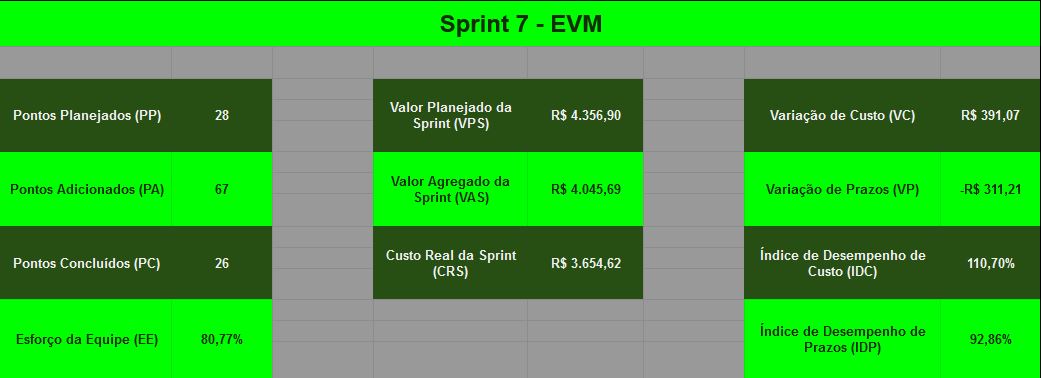 Sprint 7 - EVM
Pontos Planejados (PP)
28
Valor Planejado da
Sprint (VPS)
R$ 4.356,90
Variação de Custo (VC)
R$ 391,07
Pontos Adicionados (PA)
67
Valor Agregado da
Sprint (VAS)
R$ 4.045,69
Variação de Prazos (VP)
-R$ 311,21
Pontos Concluídos (PC)
26
Custo Real da Sprint
(CRS)
R$ 3.654,62
Índice de Desempenho de
Custo (IDC)
110,70%
Esforço da Equipe (EE)
80,77%
Índice de Desempenho de
Prazos (IDP)
92,86%